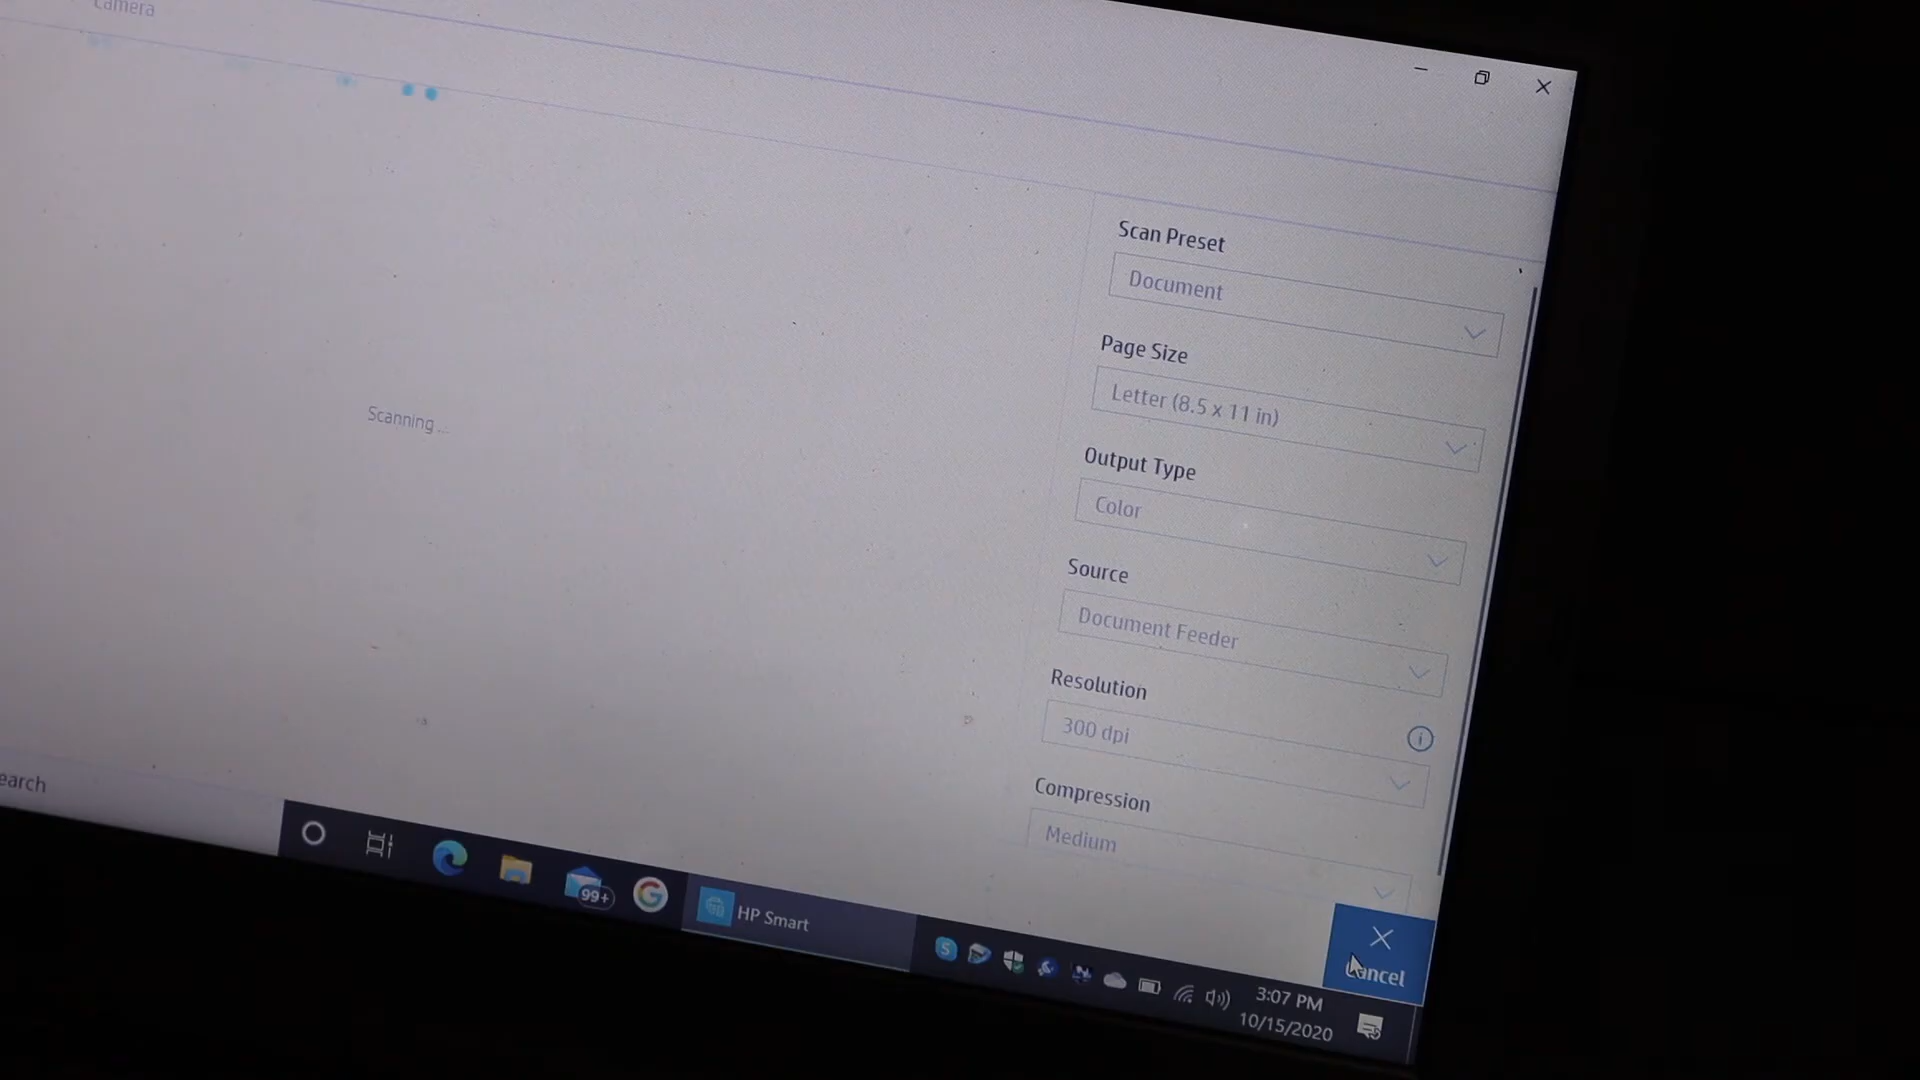 Camera
Scan Preset
Document
Page Size
Letter (8.5 x 11 in)
Scanning...
Output Type
Color
Source
Document Feeder
Resolution
300 dpi
Compression
Medium
earch
99+
HP Smart
Cancel
3:07 PM
10/15/2020